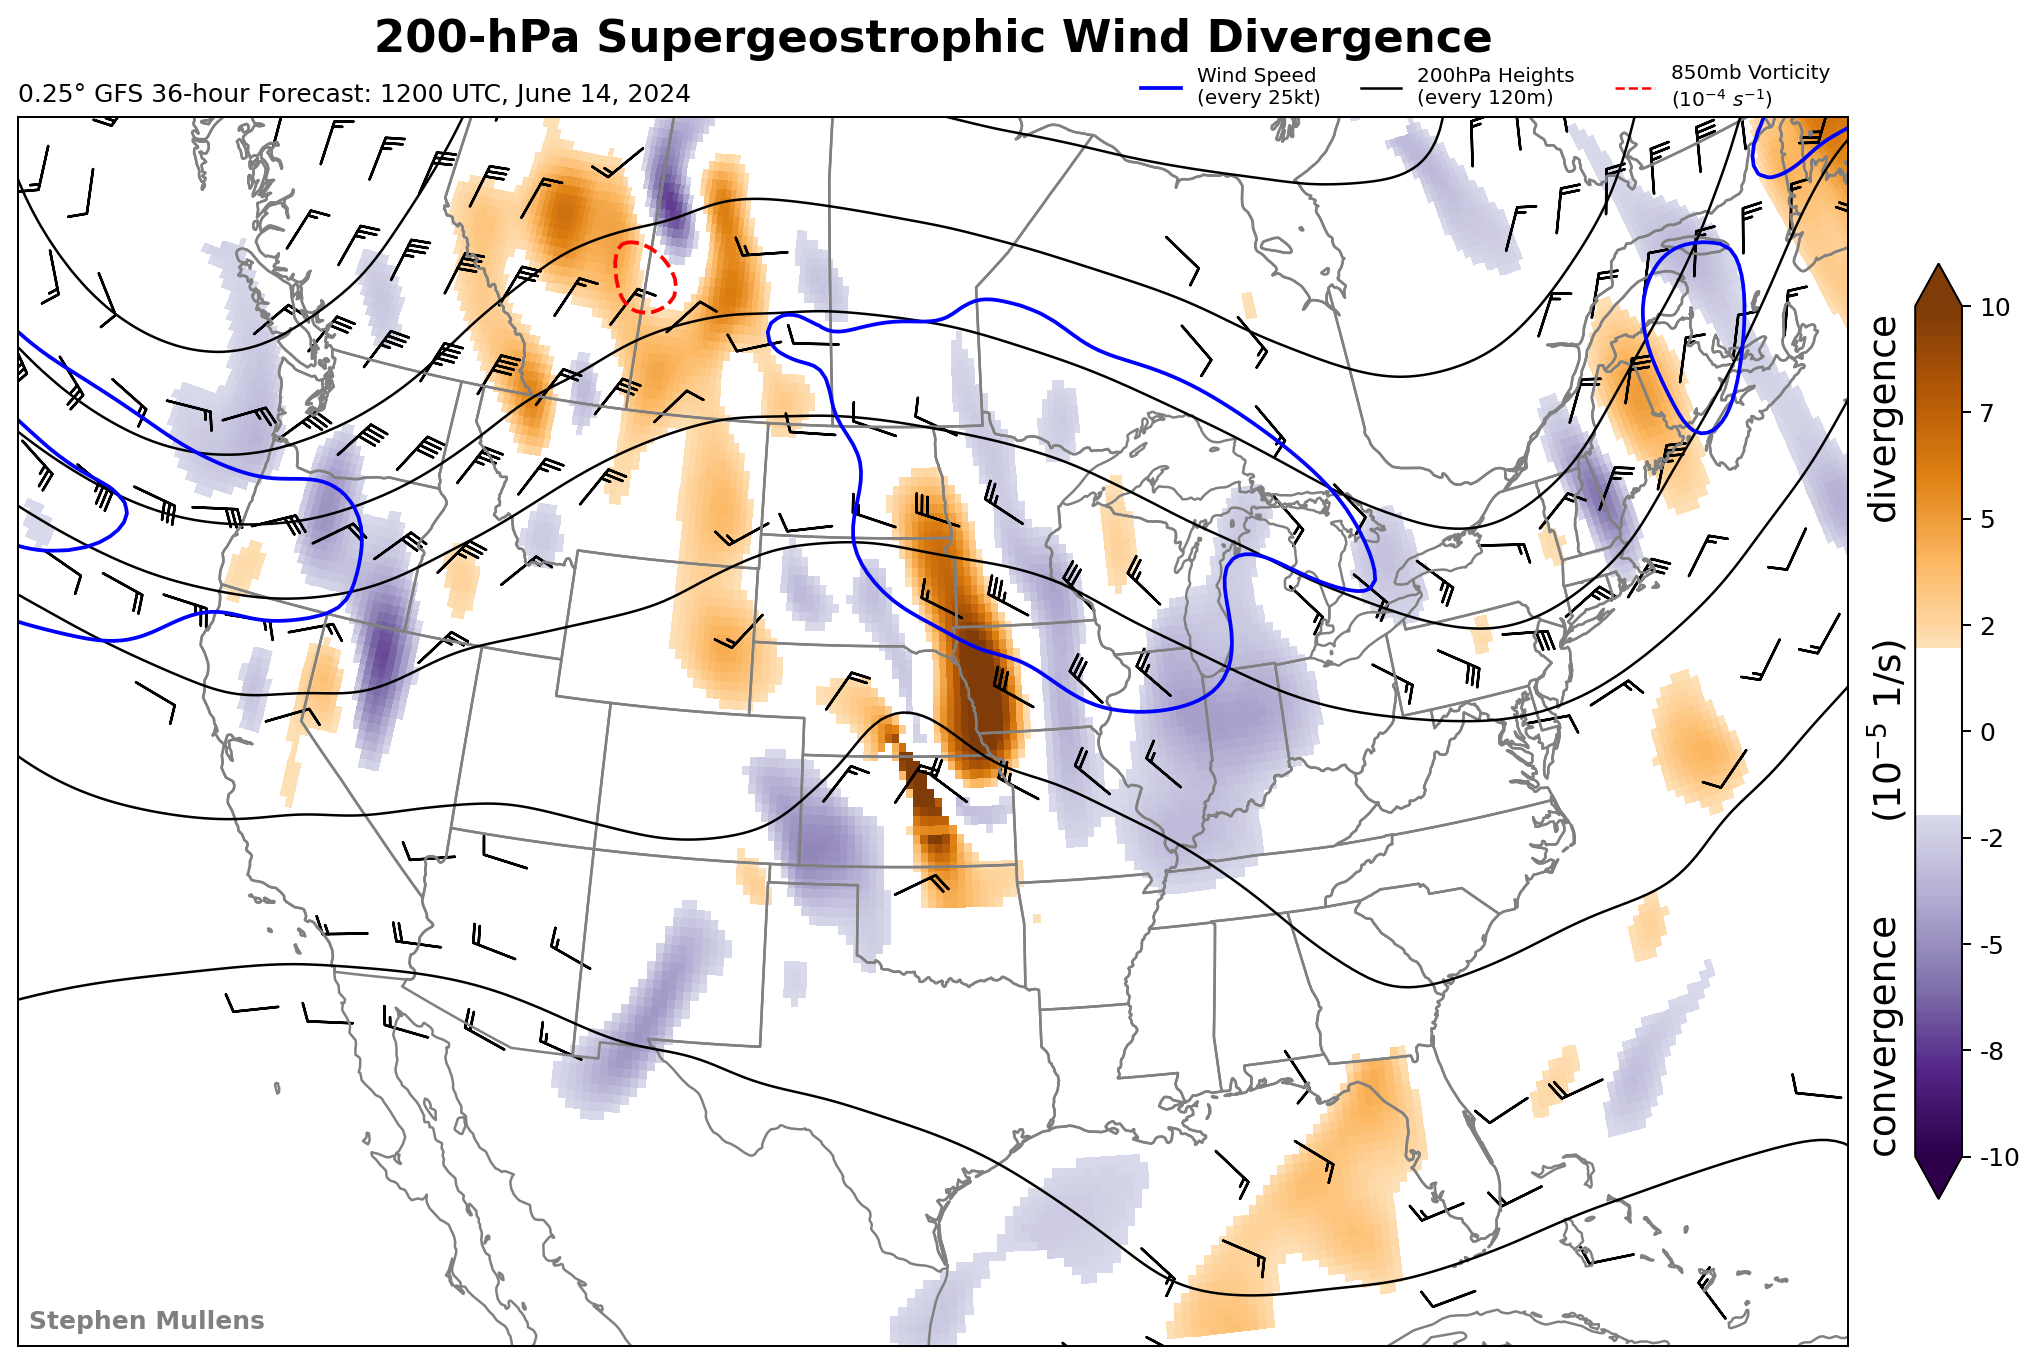 200-hPa Supergeostrophic Wind Divergence
0.25° GFS 36-hour Forecast: 1200 UTC, June 14, 2024
Wind Speed
(every 25kt)
200hPa Heights
(every 120m)
850mb Vorticity
(10⁻⁴ s⁻¹)
10
7
5
2
0
-2
-5
-8
-10
convergence (10⁻⁵ 1/s) divergence
Stephen Mullens